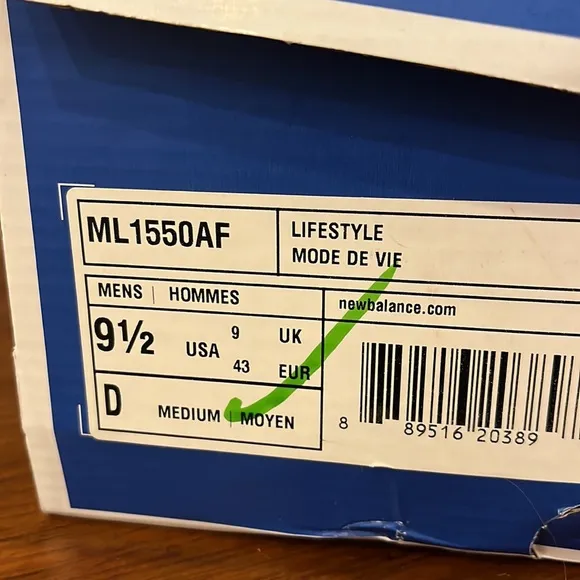 ML1550AF
LIFESTYLE
MODE DE VIE
MENS | HOMMES
newbalance.com
9½ USA 9 UK
43 EUR
D MEDIUM | MOYEN
8 89516 20389